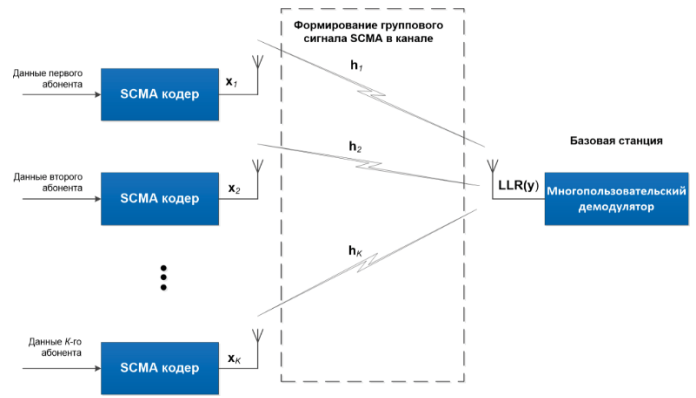 Формирование группового
сигнала SCMA в канале
Данные первого
абонента
SCMA кодер
x1
h1
Данные второго
абонента
SCMA кодер
x2
h2
Базовая станция
LLR(y)
Многопользовательский
демодулятор
hK
Данные К-го
абонента
SCMA кодер
xK